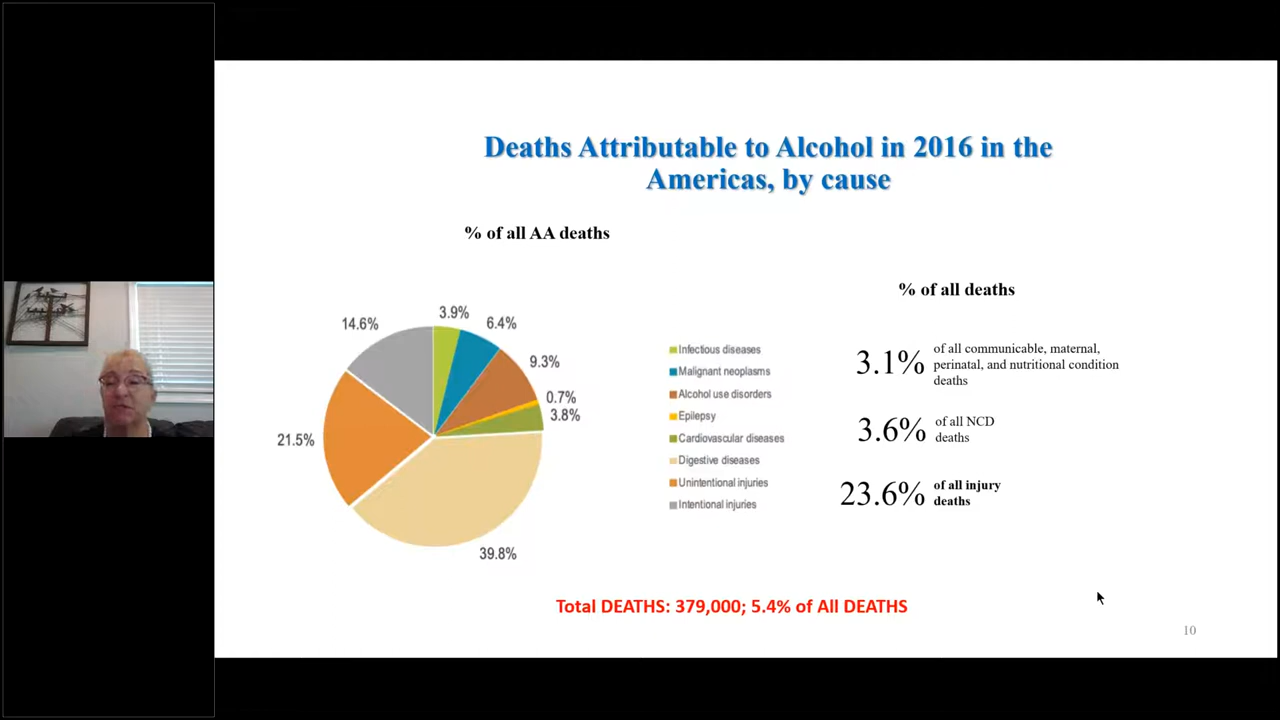 Deaths Attributable to Alcohol in 2016 in the
Americas, by cause
% of all AA deaths
3.9%
6.4%
9.3%
0.7%
3.8%
39.8%
21.5%
14.6%
Infectious diseases
Malignant neoplasms
Alcohol use disorders
Epilepsy
Cardiovascular diseases
Digestive diseases
Unintentional injuries
Intentional injuries
% of all deaths
3.1%
of all communicable, maternal,
perinatal, and nutritional condition
deaths
3.6%
of all NCD
deaths
23.6%
of all injury
deaths
Total DEATHS: 379,000; 5.4% of All DEATHS
10